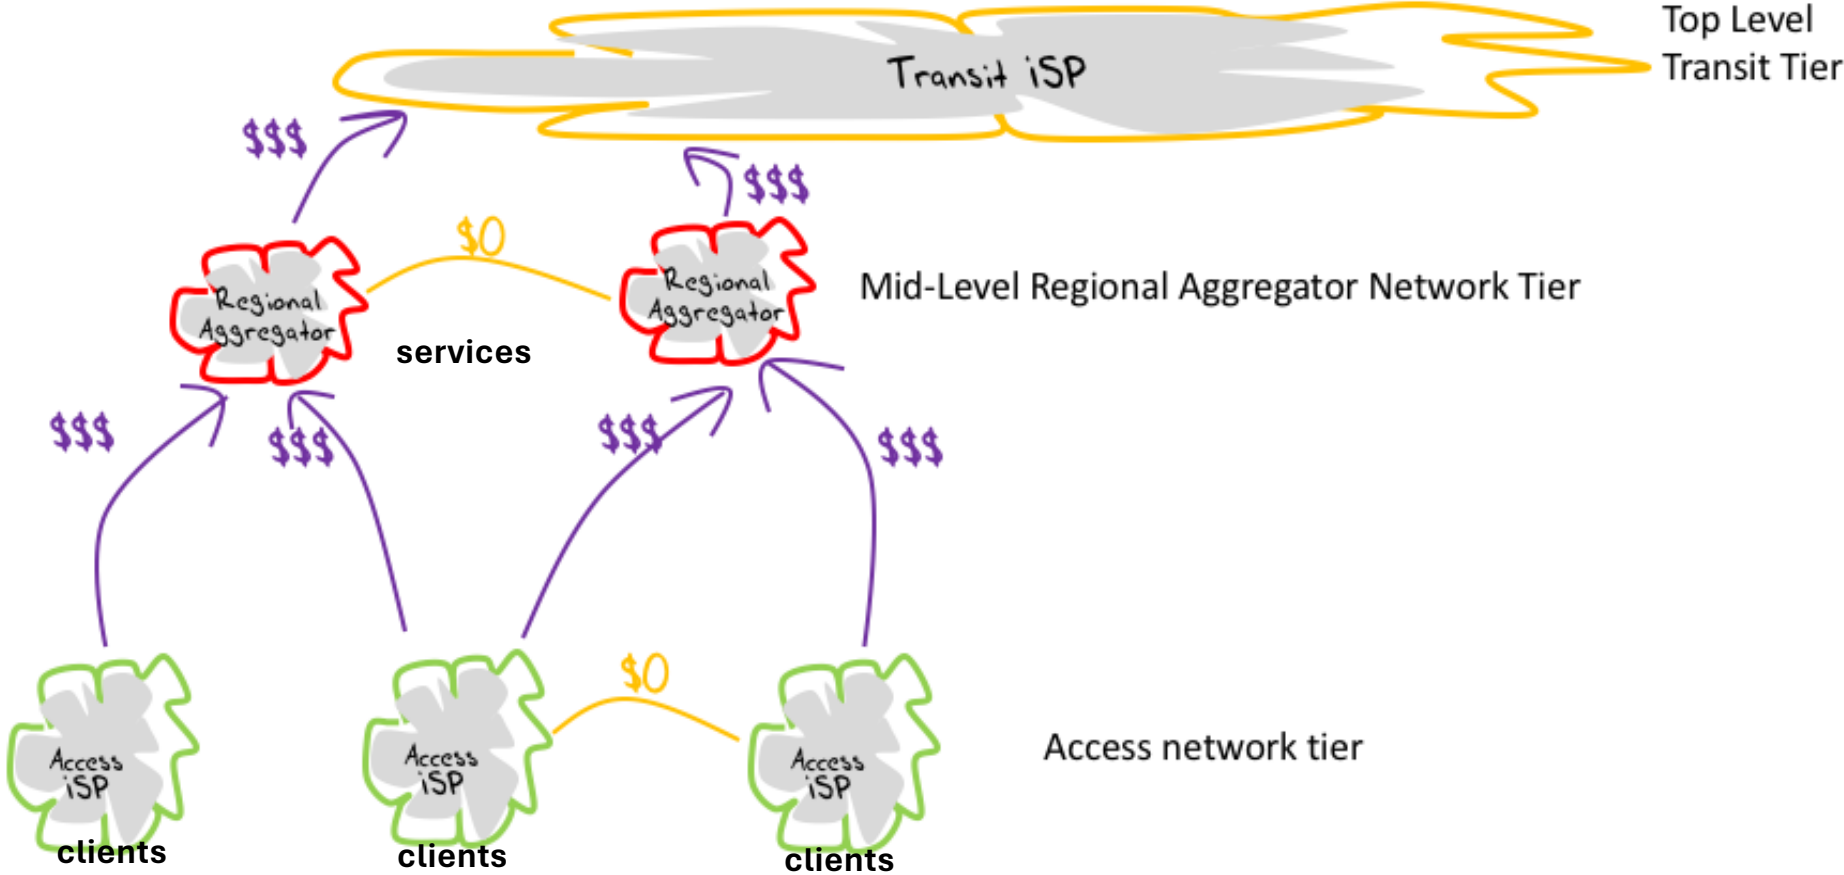 Top Level
Transit Tier
Transit iSP
$$$
$$$
$0
Regional
Aggregator
Regional
Aggregator
Mid-Level Regional Aggregator Network Tier
services
$$$
$$$
$$$
$$$
$0
Access
iSP
Access
iSP
Access
iSP
Access network tier
clients
clients
clients